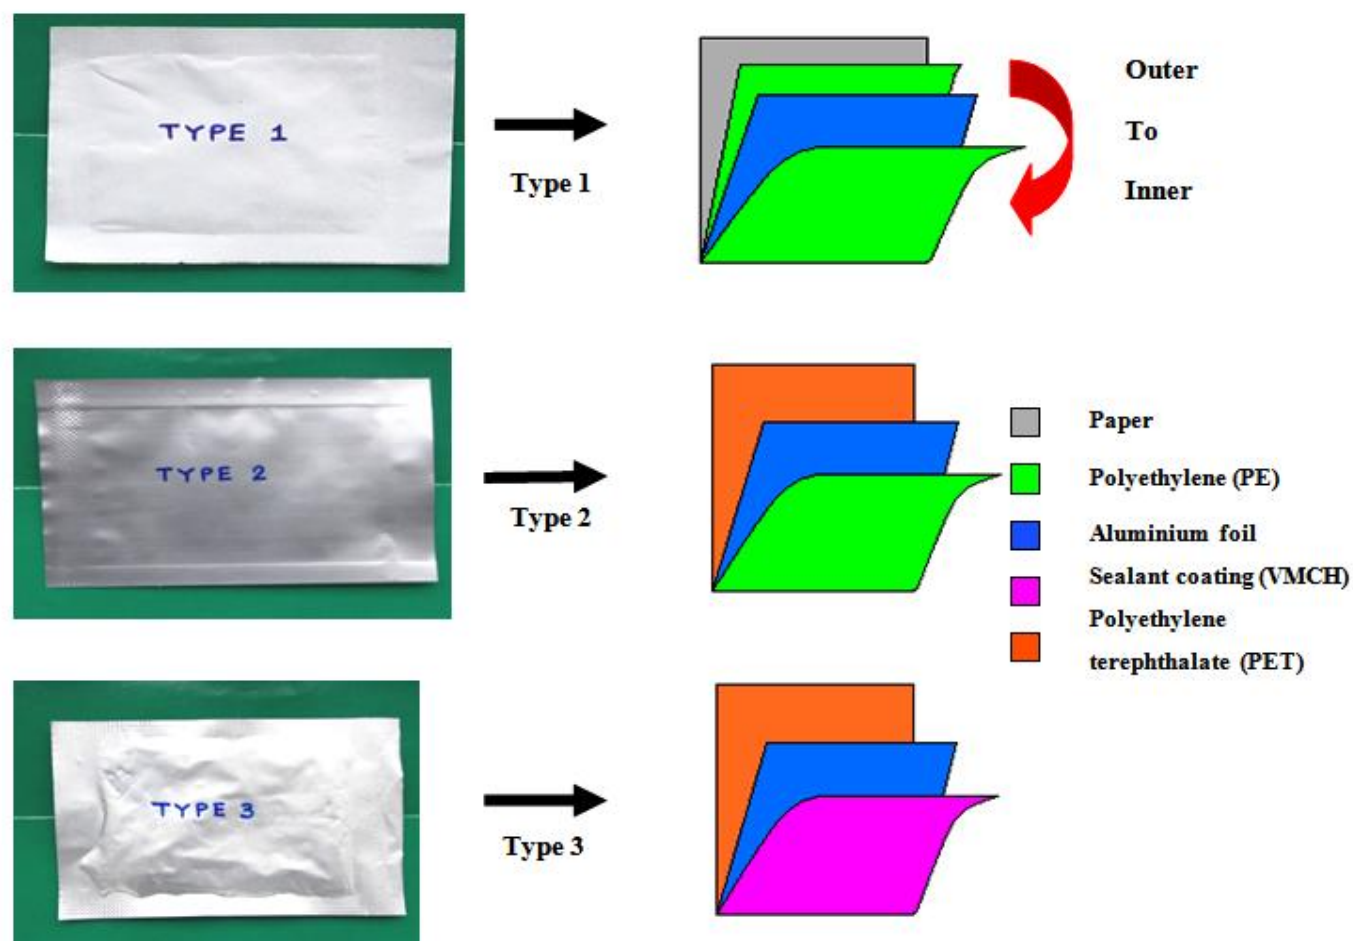 TYPE 1
Type 1
Outer
To
Inner
TYPE 2
Type 2
Paper
Polyethylene (PE)
Aluminium foil
Sealant coating (VMCH)
Polyethylene
terephthalate (PET)
TYPE 3
Type 3